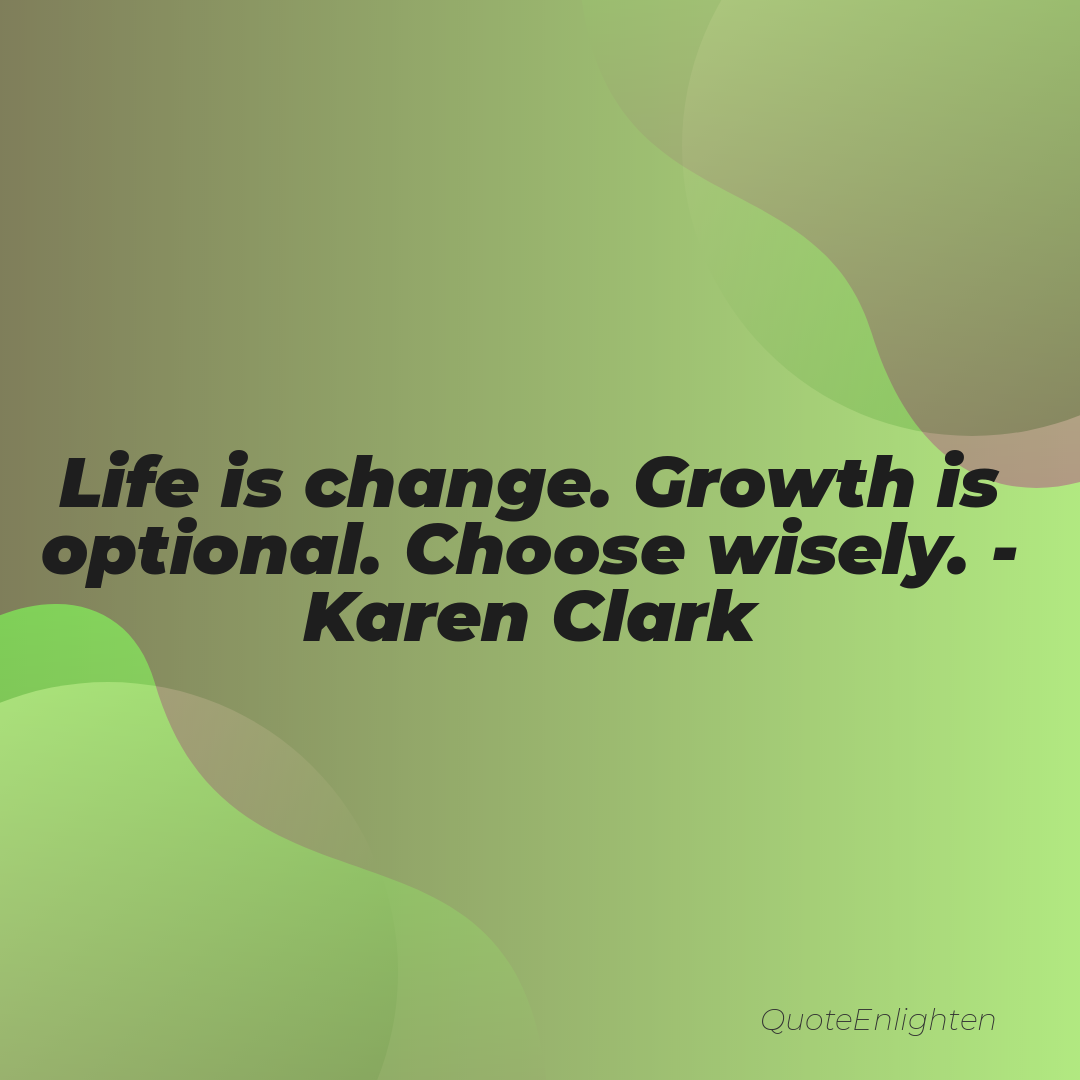 Life is change. Growth is
optional. Choose wisely. -
Karen Clark
QuoteEnlighten